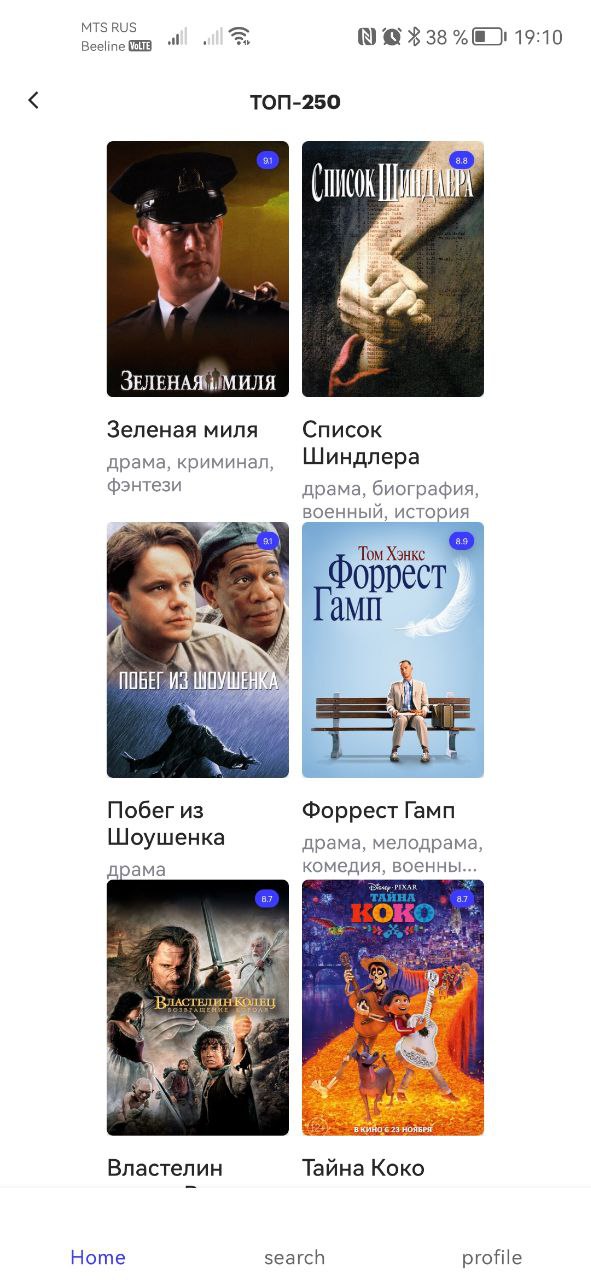 MTS RUS
Beeline VoLTE
38 %
19:10
ТОП-250
9.1
ЗЕЛЕНАЯ МИЛЯ
Зеленая миля
драма, криминал,
фэнтези
8.8
СПИСОК ШИНДЛЕРА
Список
Шиндлера
драма, биография,
военный, история
9.1
ПОБЕГ ИЗ ШОУШЕНКА
Побег из
Шоушенка
драма
8.9
Том Хэнкс
Форрест
Гамп
Форрест Гамп
драма, мелодрама,
комедия, военны...
8.7
ВЛАСТЕЛИН КОЛЕЦ
ВОЗВРАЩЕНИЕ КОРОЛЯ
Властелин
8.7
Disney · PIXAR
ТАЙНА
КОКО
В КИНО С 23 НОЯБРЯ
Тайна Коко
Home
search
profile